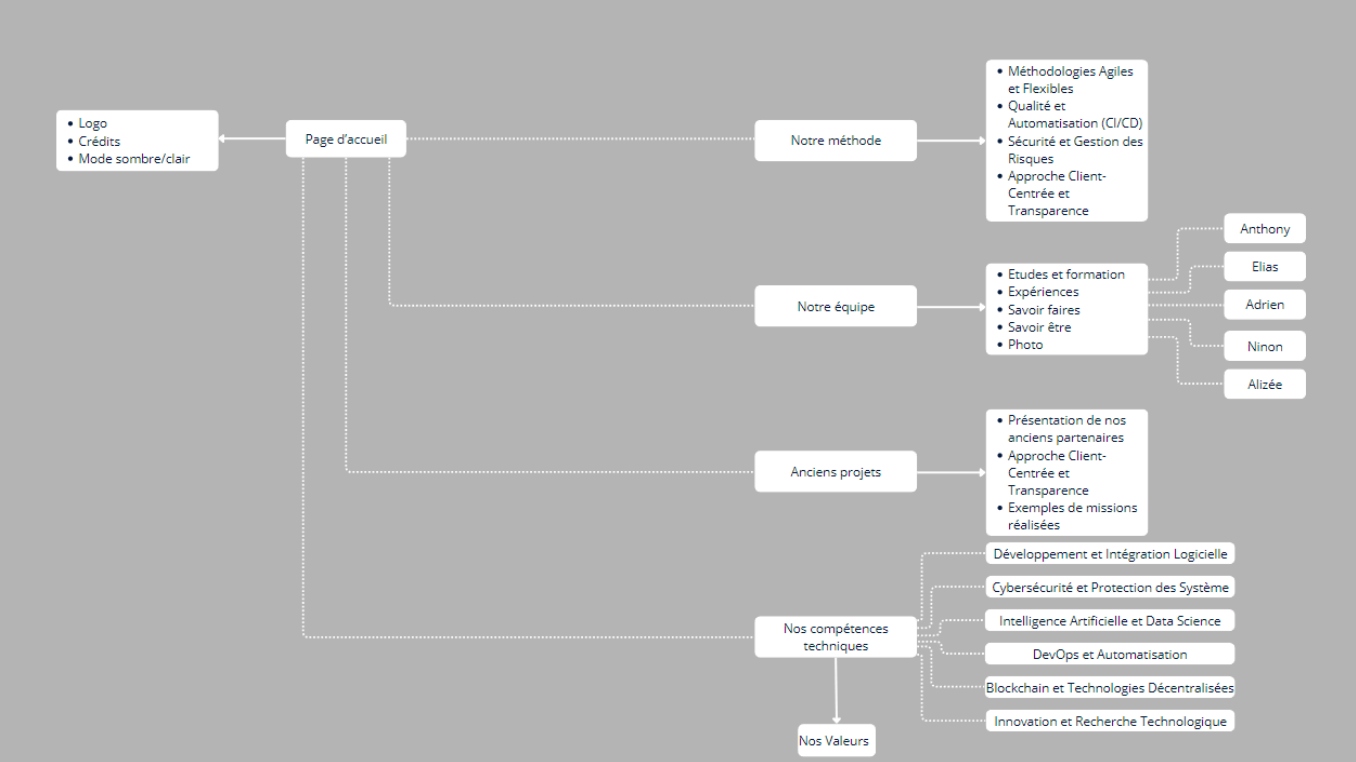 • Logo
• Crédits
• Mode sombre/clair
Page d'accueil
Notre méthode
• Méthodologies Agiles
et Flexibles
• Qualité et
Automatisation (CI/CD)
• Sécurité et Gestion des
Risques
• Approche Client-
Centrée et
Transparence
Notre équipe
• Etudes et formation
• Expériences
• Savoir faires
• Savoir être
• Photo
Anthony
Elias
Adrien
Ninon
Alizée
Anciens projets
• Présentation de nos
anciens partenaires
• Approche Client-
Centrée et
Transparence
• Exemples de missions
réalisées
Nos compétences
techniques
Développement et Intégration Logicielle
Cybersécurité et Protection des Système
Intelligence Artificielle et Data Science
DevOps et Automatisation
Blockchain et Technologies Décentralisées
Innovation et Recherche Technologique
Nos Valeurs